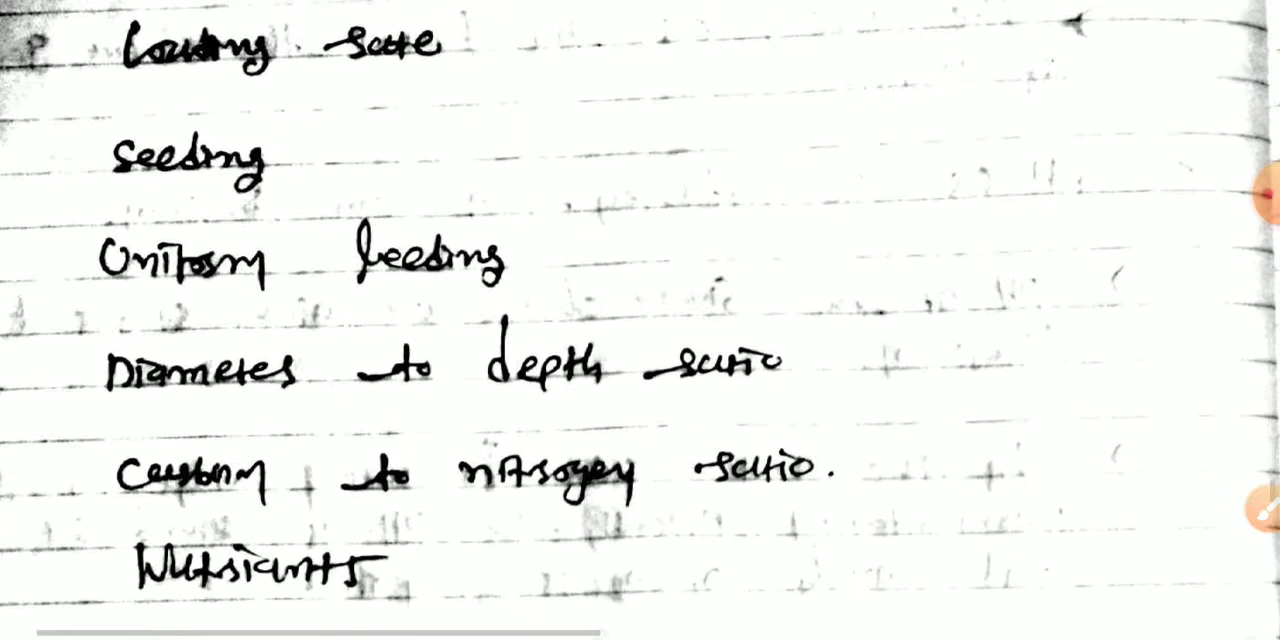 Loading rate
Seeding
Uniform feeding
Diameter to depth ratio
Carbon to nitrogen ratio.
Nutrients